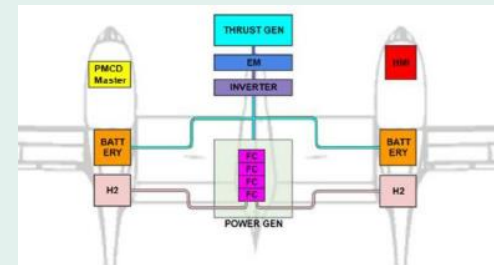 THRUST GEN
PMCD
Master
EM
HMI
INVERTER
BATT
ERY
BATT
ERY
FC
FC
FC
FC
H2
H2
POWER GEN